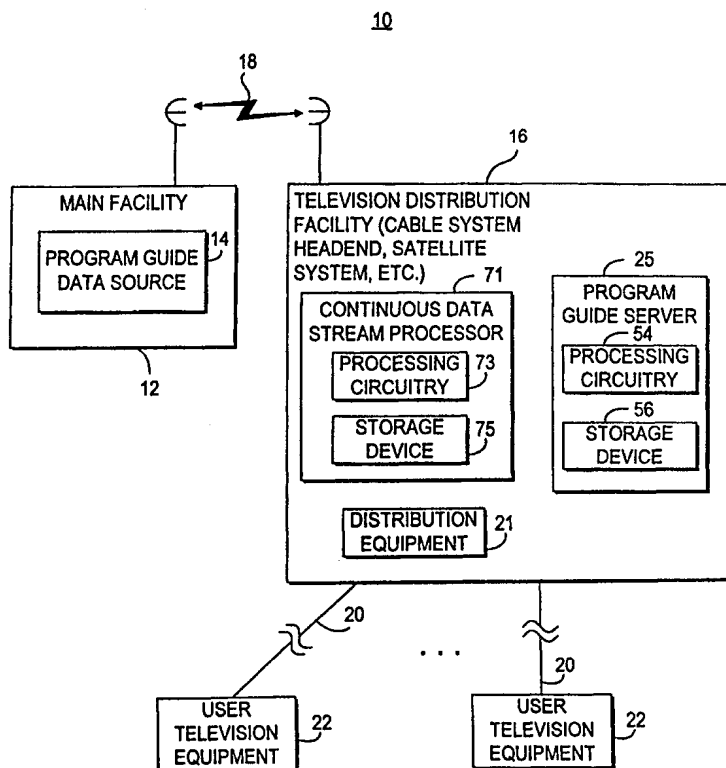 10
18
16
MAIN FACILITY
14
PROGRAM GUIDE
DATA SOURCE
12
TELEVISION DISTRIBUTION
FACILITY (CABLE SYSTEM
HEADEND, SATELLITE
SYSTEM, ETC.)
71
CONTINUOUS DATA
STREAM PROCESSOR
PROCESSING
CIRCUITRY
73
STORAGE
DEVICE
75
25
PROGRAM
GUIDE SERVER
54
PROCESSING
CIRCUITRY
56
STORAGE
DEVICE
DISTRIBUTION
EQUIPMENT
21
20
. . .
20
USER
TELEVISION
EQUIPMENT
22
USER
TELEVISION
EQUIPMENT
22